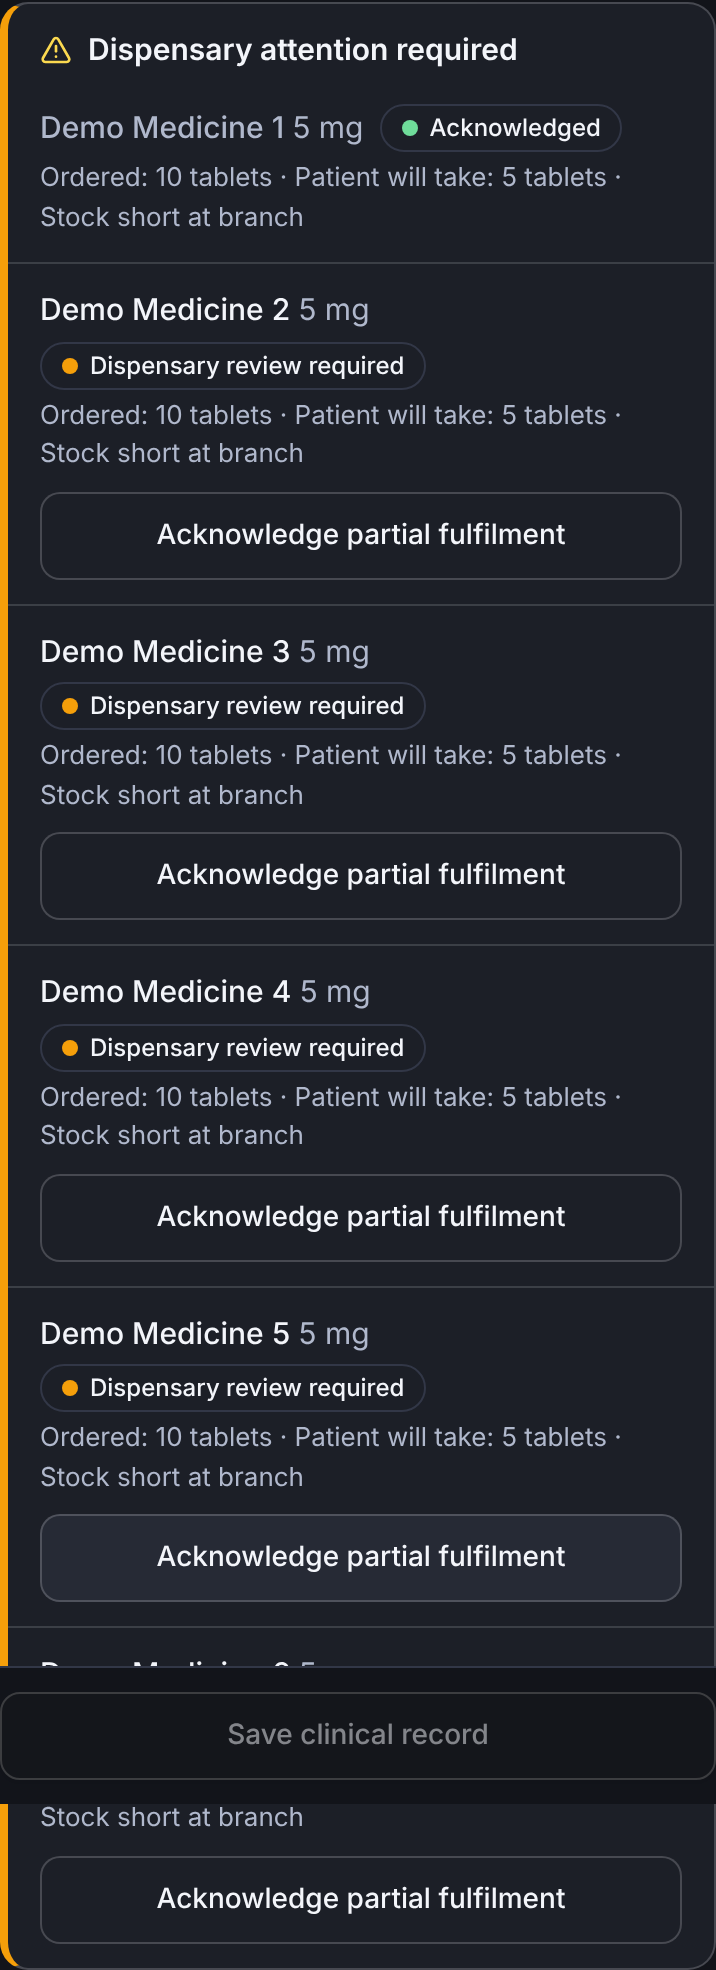 Dispensary attention required
Demo Medicine 1 5 mg Acknowledged
Ordered: 10 tablets · Patient will take: 5 tablets ·
Stock short at branch
Demo Medicine 2 5 mg
Dispensary review required
Ordered: 10 tablets · Patient will take: 5 tablets ·
Stock short at branch
Acknowledge partial fulfilment
Demo Medicine 3 5 mg
Dispensary review required
Ordered: 10 tablets · Patient will take: 5 tablets ·
Stock short at branch
Acknowledge partial fulfilment
Demo Medicine 4 5 mg
Dispensary review required
Ordered: 10 tablets · Patient will take: 5 tablets ·
Stock short at branch
Acknowledge partial fulfilment
Demo Medicine 5 5 mg
Dispensary review required
Ordered: 10 tablets · Patient will take: 5 tablets ·
Stock short at branch
Acknowledge partial fulfilment
Save clinical record
Stock short at branch
Acknowledge partial fulfilment